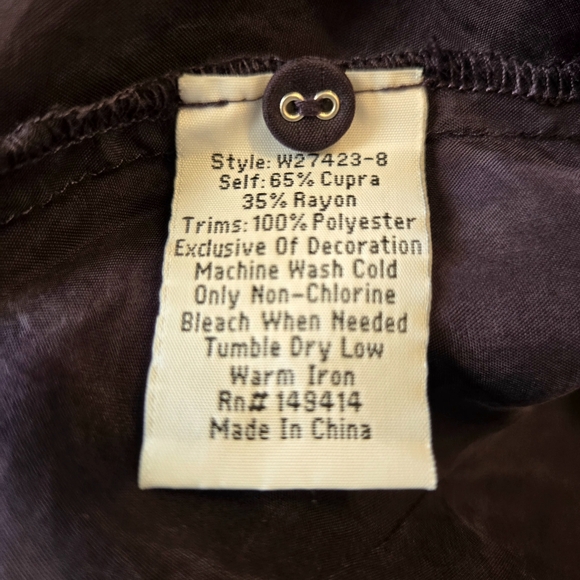 Style: W27423-8
Self: 65% Cupra
35% Rayon
Trims: 100% Polyester
Exclusive Of Decoration
Machine Wash Cold
Only Non-Chlorine
Bleach When Needed
Tumble Dry Low
Warm Iron
Rn# 149414
Made In China